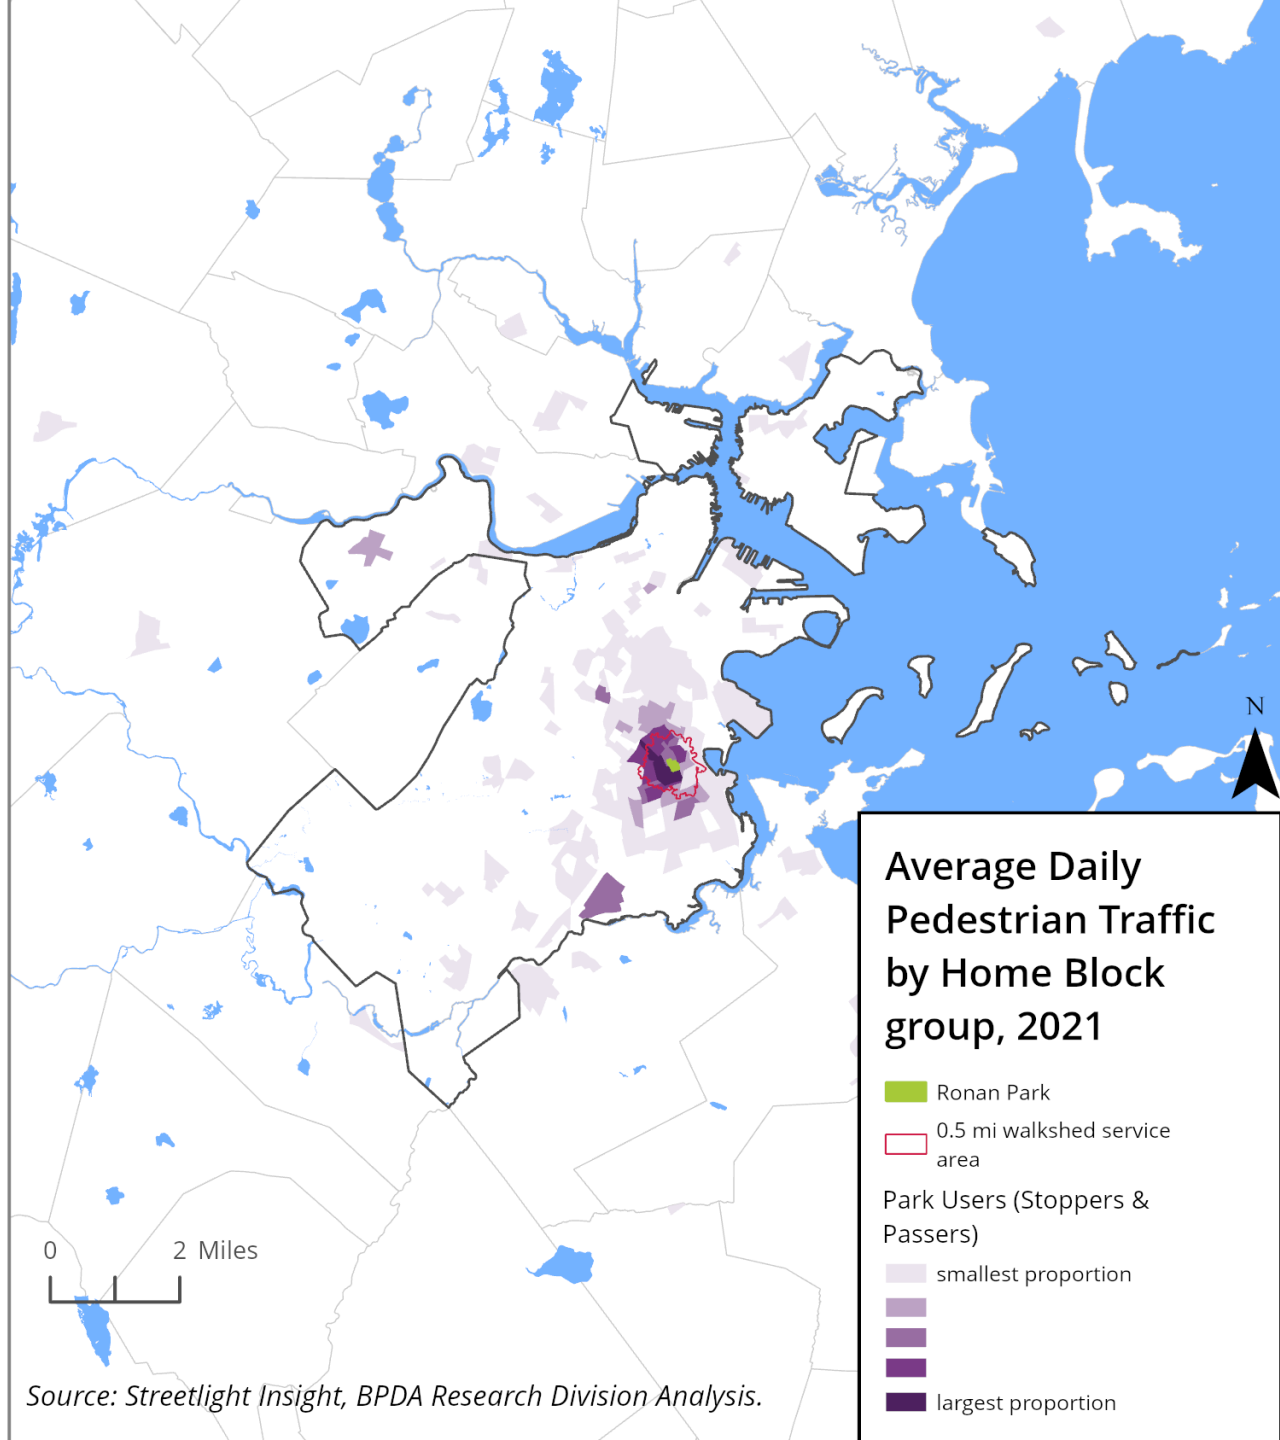 N
Average Daily
Pedestrian Traffic
by Home Block
group, 2021
Ronan Park
0.5 mi walkshed service
area
Park Users (Stoppers &
Passers)
smallest proportion
largest proportion
0 2 Miles
Source: Streetlight Insight, BPDA Research Division Analysis.